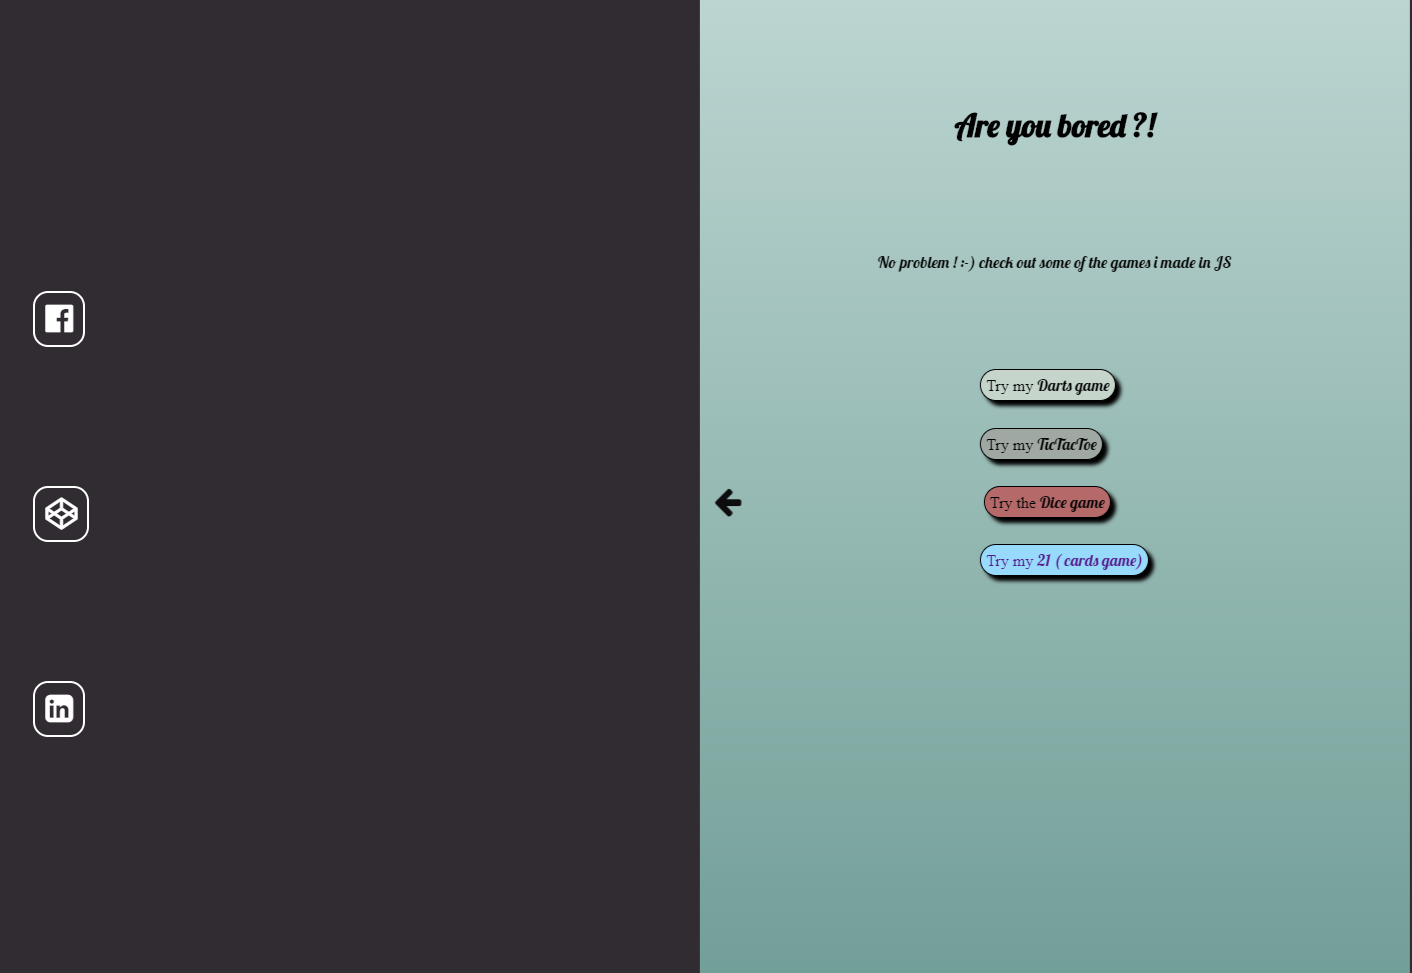 Are you bored ?!
No problem ! :-) check out some of the games i made in JS
Try my Darts game
Try my TicTacToe
Try the Dice game
Try my 21 ( cards game)
in